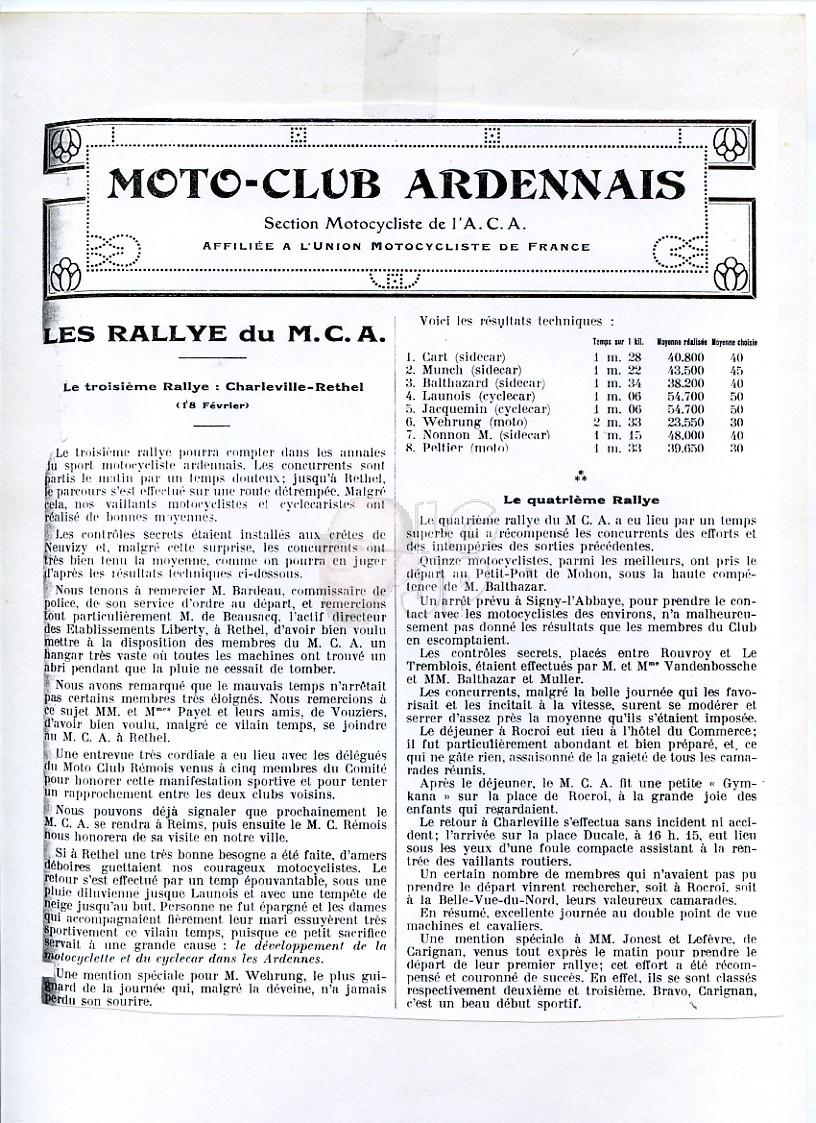 MOTO-CLUB ARDENNAIS
Section Motocycliste de l'A. C. A.
AFFILIÉE A L'UNION MOTOCYCLISTE DE FRANCE
LES RALLYE du M. C. A.
Le troisième Rallye : Charleville-Rethel
(18 Février)
Le troisième rallye pourra compter dans les annales
du sport motocycliste ardennais. Les concurrents sont
partis le matin par un temps douteux; jusqu'à Rethel,
le parcours s'est effectué sur une route détrempée. Malgré
cela, nos vaillants motocyclistes et cyclecaristes ont
réalisé de bonnes moyennes.
Les contrôles secrets étaient installés aux crêtes de
Neuvizy et, malgré cette surprise, les concurrents ont
très bien tenu la moyenne, comme on pourra en juger
d'après les résultats techniques ci-dessous.
Nous tenons à remercier M. Bardeau, commissaire de
police, de son service d'ordre au départ, et remercions
tout particulièrement M. de Beausacq, l'actif directeur
des Etablissements Liberty, à Rethel, d'avoir bien voulu
mettre à la disposition des membres du M. C. A. un
hangar très vaste où toutes les machines ont trouvé un
abri pendant que la pluie ne cessait de tomber.
Nous avons remarqué que le mauvais temps n'arrêtait
pas certains membres très éloignés. Nous remercions à
ce sujet MM. et Mmes Payet et leurs amis, de Vouziers,
d'avoir bien voulu, malgré ce vilain temps, se joindre
au M. C. A. à Rethel.
Une entrevue très cordiale a eu lieu avec les délégués
du Moto Club Rémois venus à cinq membres du Comité
pour honorer cette manifestation sportive et pour tenter
un rapprochement entre les deux clubs voisins.
Nous pouvons déjà signaler que prochainement le
M. C. A. se rendra à Reims, puis ensuite le M. C. Rémois
nous honorera de sa visite en notre ville.
Si à Rethel une très bonne besogne a été faite, d'amers
déboires guettaient nos courageux motocyclistes. Le
retour s'est effectué par un temp épouvantable, sous une
pluie diluvienne jusque Launois et avec une tempête de
neige jusqu'au but. Personne ne fut épargné et les dames
qui accompagnaient fièrement leur mari essuyèrent très
sportivement ce vilain temps, puisque ce petit sacrifice
servait à une grande cause : le développement de la
motocyclette et du cyclecar dans les Ardennes.
Une mention spéciale pour M. Wehrung, le plus gui-
gnard de la journée qui, malgré la déveine, n'a jamais
perdu son sourire.
Voici les résultats techniques :
Temps sur 1 kil. Moyenne réalisée Moyenne choisie
1. Cart (sidecar) 1 m. 28 40.800 40
2. Munch (sidecar) 1 m. 22 43.500 45
3. Balthazard (sidecar) 1 m. 34 38.200 40
4. Launois (cyclecar) 1 m. 06 54.700 50
5. Jacquemin (cyclecar) 1 m. 06 54.700 50
6. Wehrung (moto) 2 m. 33 23.550 30
7. Nonnon M. (sidecar) 1 m. 15 48.000 40
8. Peltier (moto) 1 m. 33 39.650 30
Le quatrième Rallye
Le quatrième rallye du M C. A. a eu lieu par un temps
superbe qui a récompensé les concurrents des efforts et
des intempéries des sorties précédentes.
Quinze motocyclistes, parmi les meilleurs, ont pris le
départ au Petit-Pont de Mohon, sous la haute compé-
tence de M. Balthazar.
Un arrêt prévu à Signy-l'Abbaye, pour prendre le con-
tact avec les motocyclistes des environs, n'a malheureu-
sement pas donné les résultats que les membres du Club
en escomptaient.
Les contrôles secrets, placés entre Rouvroy et Le
Tremblois, étaient effectués par M. et Mme Vandenbossche
et MM. Balthazar et Muller.
Les concurrents, malgré la belle journée qui les favo-
risait et les incitait à la vitesse, surent se modérer et
serrer d'assez près la moyenne qu'ils s'étaient imposée.
Le déjeuner à Rocroi eut lieu à l'hôtel du Commerce;
il fut particulièrement abondant et bien préparé, et, ce
qui ne gâte rien, assaisonné de la gaieté de tous les cama-
rades réunis.
Après le déjeuner, le M. C. A. fit une petite « Gym-
kana » sur la place de Rocroi, à la grande joie des
enfants qui regardaient.
Le retour à Charleville s'effectua sans incident ni acci-
dent; l'arrivée sur la place Ducale, à 16 h. 15, eut lieu
sous les yeux d'une foule compacte assistant à la ren-
trée des vaillants routiers.
Un certain nombre de membres qui n'avaient pas pu
prendre le départ vinrent rechercher, soit à Rocroi, soit
à la Belle-Vue-du-Nord, leurs valeureux camarades.
En résumé, excellente journée au double point de vue
machines et cavaliers.
Une mention spéciale à MM. Jonest et Lefèvre, de
Carignan, venus tout exprès le matin pour prendre le
départ de leur premier rallye; cet effort a été récom-
pensé et couronné de succès. En effet, ils se sont classés
respectivement deuxième et troisième. Bravo, Carignan,
c'est un beau début sportif.